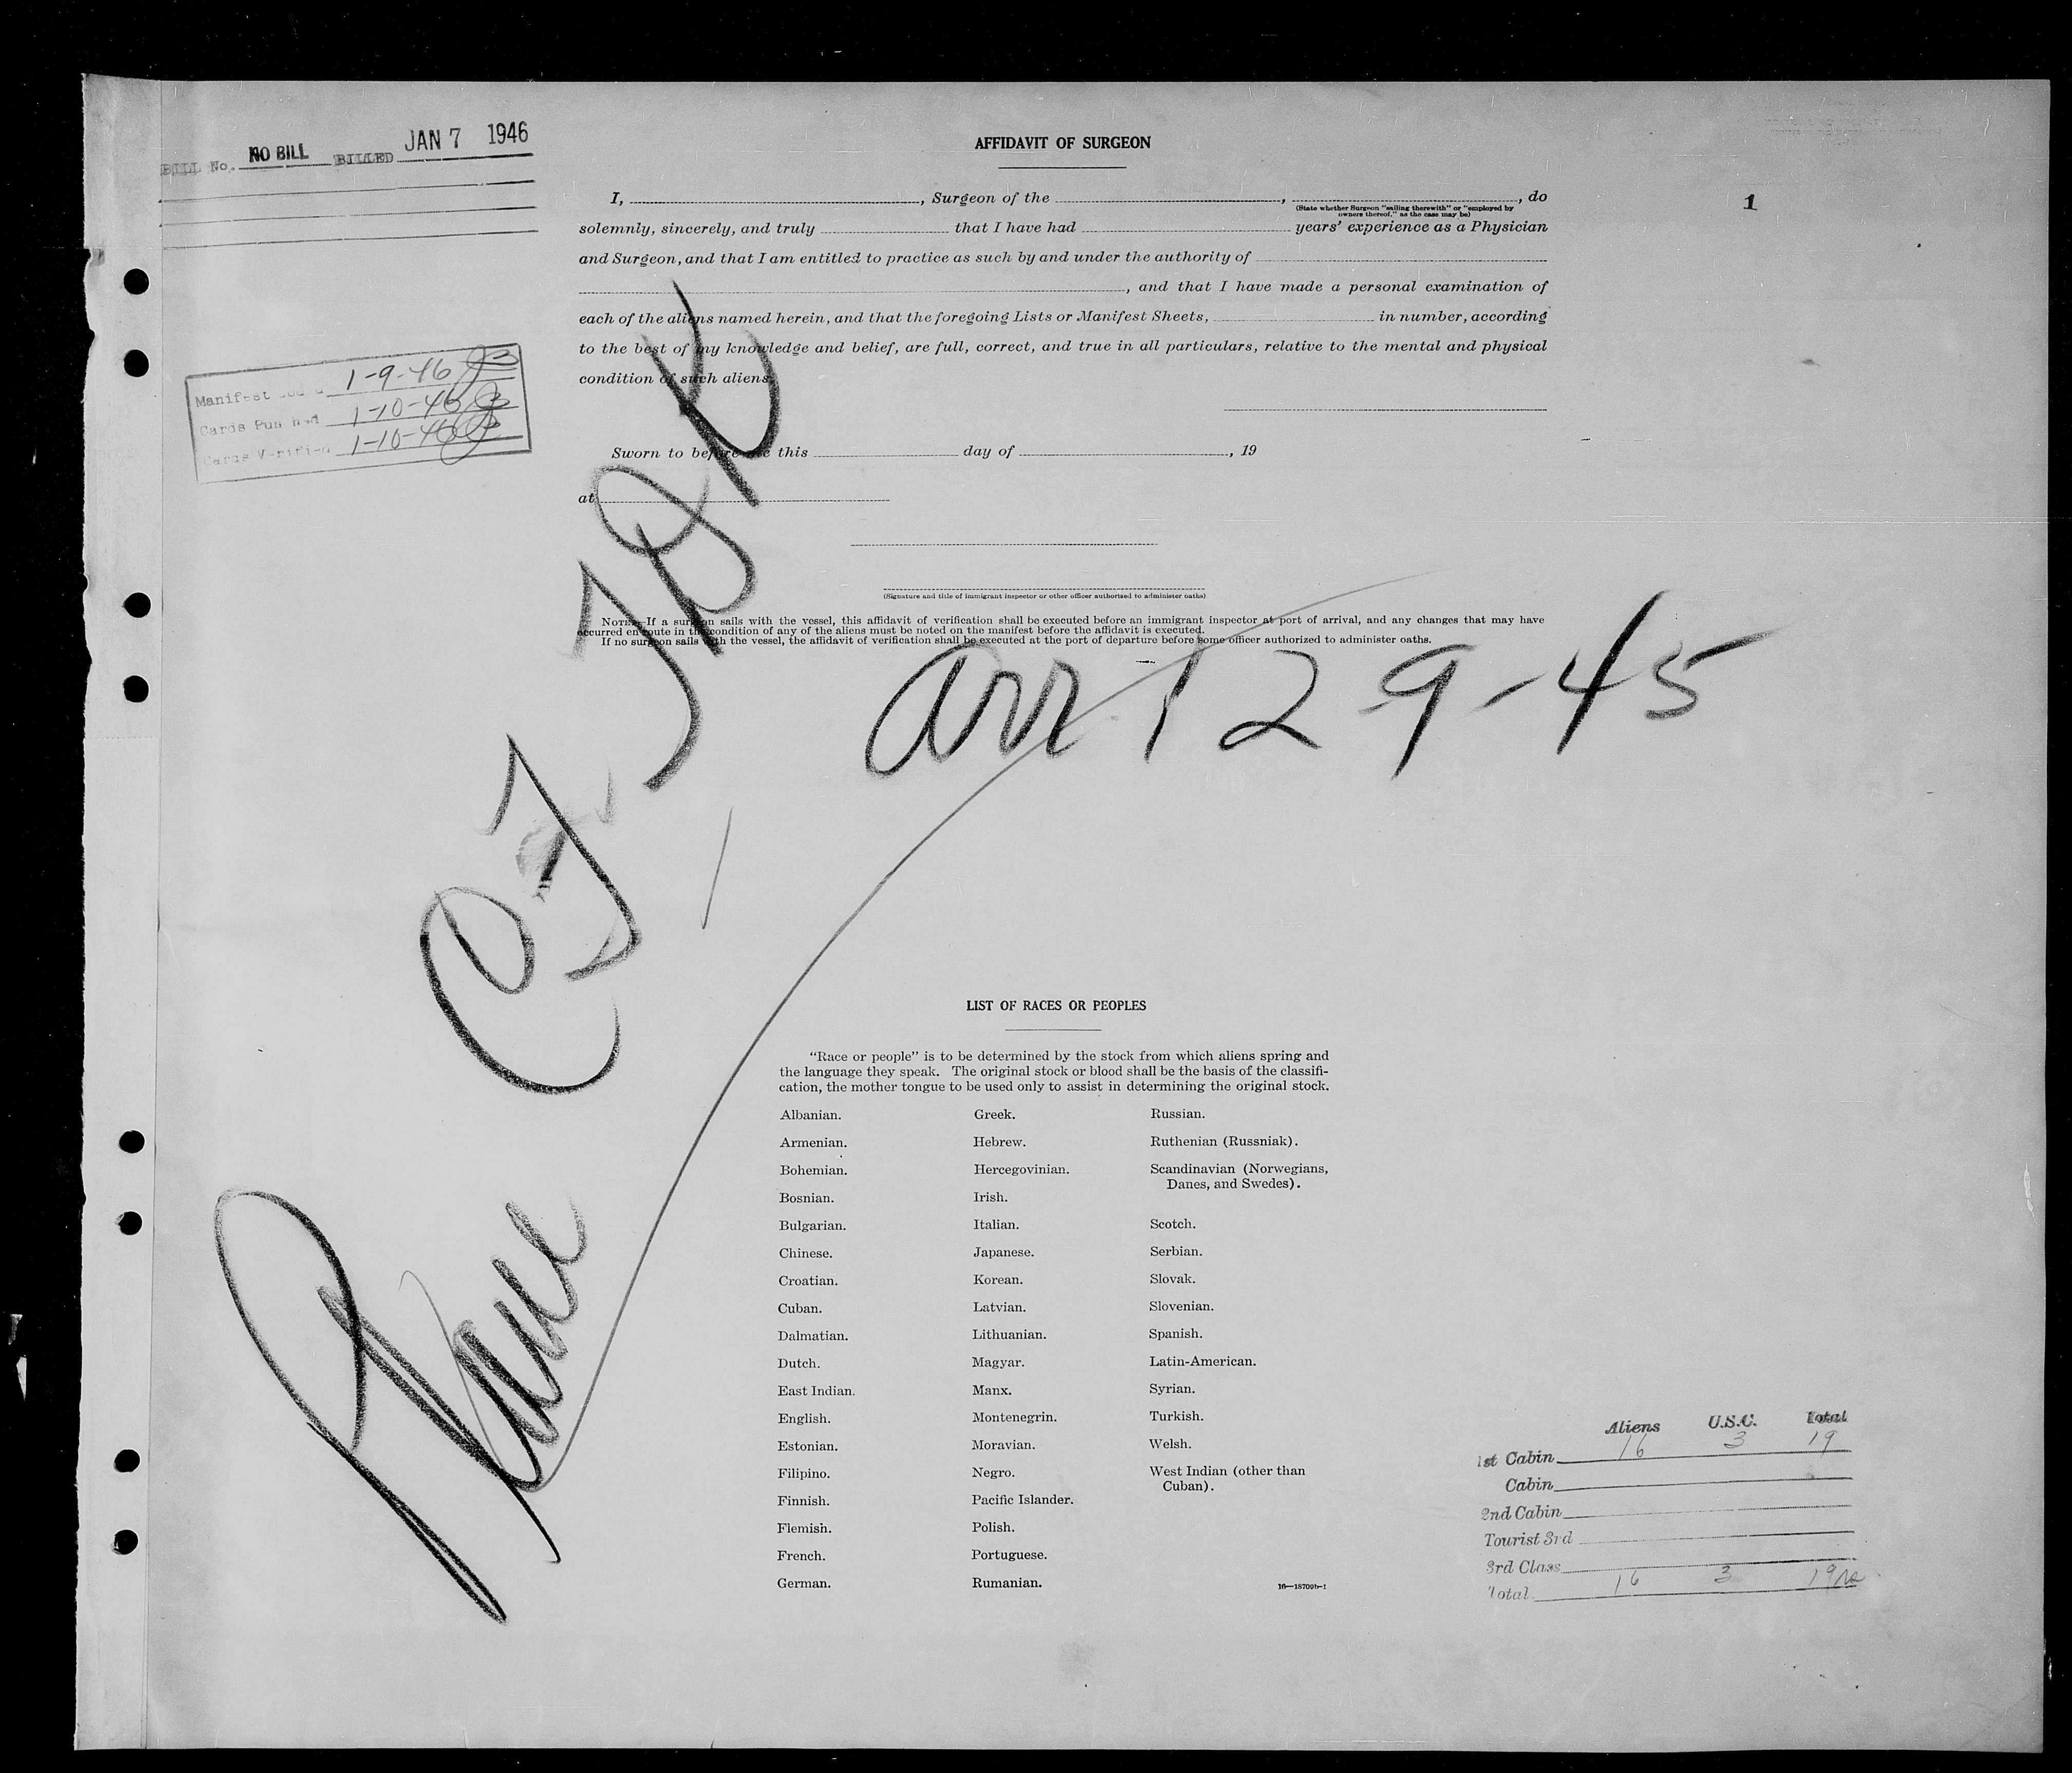 BILL No. NO BILL BILLED JAN 7 1946
AFFIDAVIT OF SURGEON
1
I, , Surgeon of the , , do
(State whether Surgeon "sailing therewith" or "employed by
owners thereof," as the case may be)
solemnly, sincerely, and truly that I have had years' experience as a Physician
and Surgeon, and that I am entitled to practice as such by and under the authority of
, and that I have made a personal examination of
each of the aliens named herein, and that the foregoing Lists or Manifest Sheets, in number, according
to the best of my knowledge and belief, are full, correct, and true in all particulars, relative to the mental and physical
condition of such aliens.
Manifest 1-9-46
Cards Punched 1-10-46
Cards Verified 1-10-46
Sworn to before me this day of , 19
at
(Signature and title of immigrant inspector or other officer authorized to administer oaths)
NOTE.—If a surgeon sails with the vessel, this affidavit of verification shall be executed before an immigrant inspector at port of arrival, and any changes that may have
occurred en route in the condition of any of the aliens must be noted on the manifest before the affidavit is executed.
If no surgeon sails with the vessel, the affidavit of verification shall be executed at the port of departure before some officer authorized to administer oaths.
arr 12-9-45
Plane
LIST OF RACES OR PEOPLES
"Race or people" is to be determined by the stock from which aliens spring and
the language they speak. The original stock or blood shall be the basis of the classifi-
cation, the mother tongue to be used only to assist in determining the original stock.
Albanian. Greek. Russian.
Armenian. Hebrew. Ruthenian (Russniak).
Bohemian. Hercegovinian. Scandinavian (Norwegians,
Danes, and Swedes).
Bosnian. Irish.
Bulgarian. Italian. Scotch.
Chinese. Japanese. Serbian.
Croatian. Korean. Slovak.
Cuban. Latvian. Slovenian.
Dalmatian. Lithuanian. Spanish.
Dutch. Magyar. Latin-American.
East Indian. Manx. Syrian.
English. Montenegrin. Turkish.
Estonian. Moravian. Welsh.
Filipino. Negro. West Indian (other than
Cuban).
Finnish. Pacific Islander.
Flemish. Polish.
French. Portuguese.
German. Rumanian.
16—18709b-1
Aliens U.S.C. Total
1st Cabin 16 3 19
Cabin
2nd Cabin
Tourist 3rd
3rd Class
Total 16 3 19